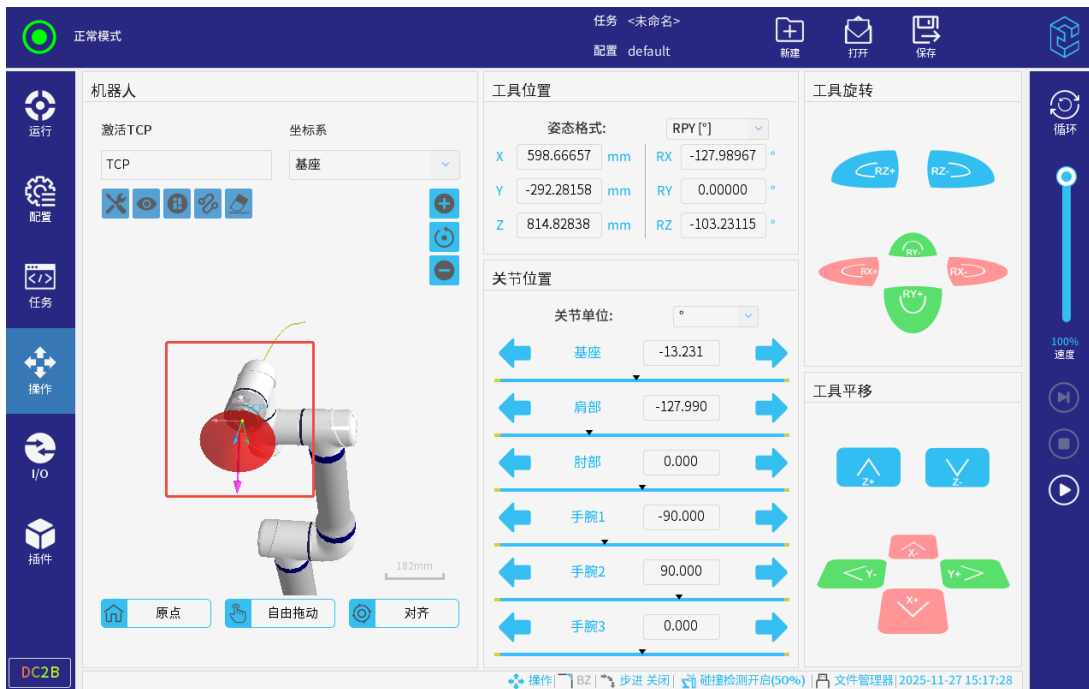 正常模式
任务 <未命名>
配置 default
新建
打开
保存
运行
配置
任务
操作
I/O
插件
DC2B
机器人
激活TCP
坐标系
TCP
基座
TCP
182mm
原点
自由拖动
对齐
工具位置
姿态格式: RPY [°]
X 598.66657 mm RX -127.98967 °
Y -292.28158 mm RY 0.00000 °
Z 814.82838 mm RZ -103.23115 °
关节位置
关节单位: °
基座 -13.231
肩部 -127.990
肘部 0.000
手腕1 -90.000
手腕2 90.000
手腕3 0.000
工具旋转
RZ+ RZ-
RY-
RX+ RX-
RY+
工具平移
Z+ Z-
X-
Y- Y+
X+
循环
100%
速度
操作 BZ 步进 关闭 碰撞检测开启(50%) 文件管理器 2025-11-27 15:17:28